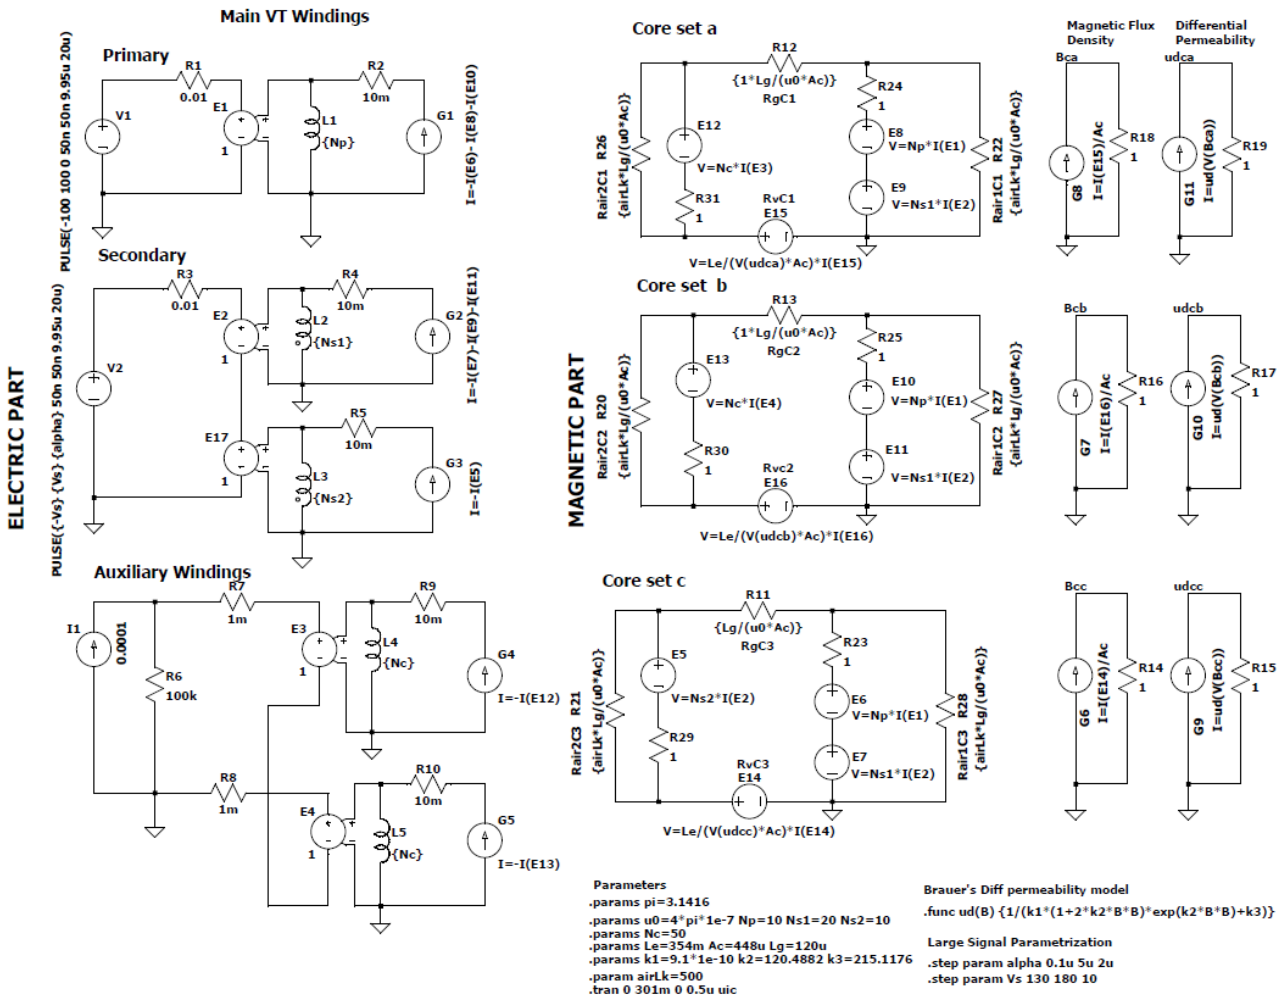 Main VT Windings
Primary
PULSE(-100 100 0 50n 50n 9.95u 20u)
V1
R1
0.01
E1
1
L1
{Np}
R2
10m
G1
I=-I(E6)-I(E8)-I(E10)
Secondary
PULSE({-Vs} {Vs} {alpha} 50n 50n 9.95u 20u)
V2
R3
0.01
E2
1
L2
{Ns1}
R4
10m
G2
I=-I(E7)-I(E9)-I(E11)
E17
1
L3
{Ns2}
R5
10m
G3
I=-I(E5)
ELECTRIC PART
Auxiliary Windings
I1
0.0001
R6
100k
R7
1m
E3
1
L4
{Nc}
R9
10m
G4
I=-I(E12)
R8
1m
E4
1
L5
{Nc}
R10
10m
G5
I=-I(E13)
MAGNETIC PART
Core set a
R12
{1*Lg/(u0*Ac)}
RgC1
Rair2C1 R26
{airLk*Lg/(u0*Ac)}
E12
V=Nc*I(E3)
R31
1
R24
1
E8
V=Np*I(E1)
E9
V=Ns1*I(E2)
Rair1C1 R22
{airLk*Lg/(u0*Ac)}
RvC1
E15
V=Le/(V(udca)*Ac)*I(E15)
Magnetic Flux
Density
Bca
G8
I=I(E15)/Ac
R18
1
Differential
Permeability
udca
G11
I=ud(V(Bca))
R19
1
Core set b
R13
{1*Lg/(u0*Ac)}
RgC2
Rair2C2 R20
{airLk*Lg/(u0*Ac)}
E13
V=Nc*I(E4)
R30
1
R25
1
E10
V=Np*I(E1)
E11
V=Ns1*I(E2)
Rair1C2 R27
{airLk*Lg/(u0*Ac)}
Rvc2
E16
V=Le/(V(udcb)*Ac)*I(E16)
Bcb
G7
I=I(E16)/Ac
R16
1
udcb
G10
I=ud(V(Bcb))
R17
1
Core set c
R11
{Lg/(u0*Ac)}
RgC3
Rair2C3 R21
{airLk*Lg/(u0*Ac)}
E5
V=Ns2*I(E2)
R29
1
R23
1
E6
V=Np*I(E1)
E7
V=Ns1*I(E2)
Rair1C3 R28
{airLk*Lg/(u0*Ac)}
RvC3
E14
V=Le/(V(udcc)*Ac)*I(E14)
Bcc
G6
I=I(E14)/Ac
R14
1
udcc
G9
I=ud(V(Bcc))
R15
1
Parameters
.params pi=3.1416
.params u0=4*pi*1e-7 Np=10 Ns1=20 Ns2=10
.params Nc=50
.params Le=354m Ac=448u Lg=120u
.params k1=9.1*1e-10 k2=120.4882 k3=215.1176
.param airLk=500
.tran 0 301m 0 0.5u uic
Brauer's Diff permeability model
.func ud(B) {1/(k1*(1+2*k2*B*B)*exp(k2*B*B)+k3)}
Large Signal Parametrization
.step param alpha 0.1u 5u 2u
.step param Vs 130 180 10